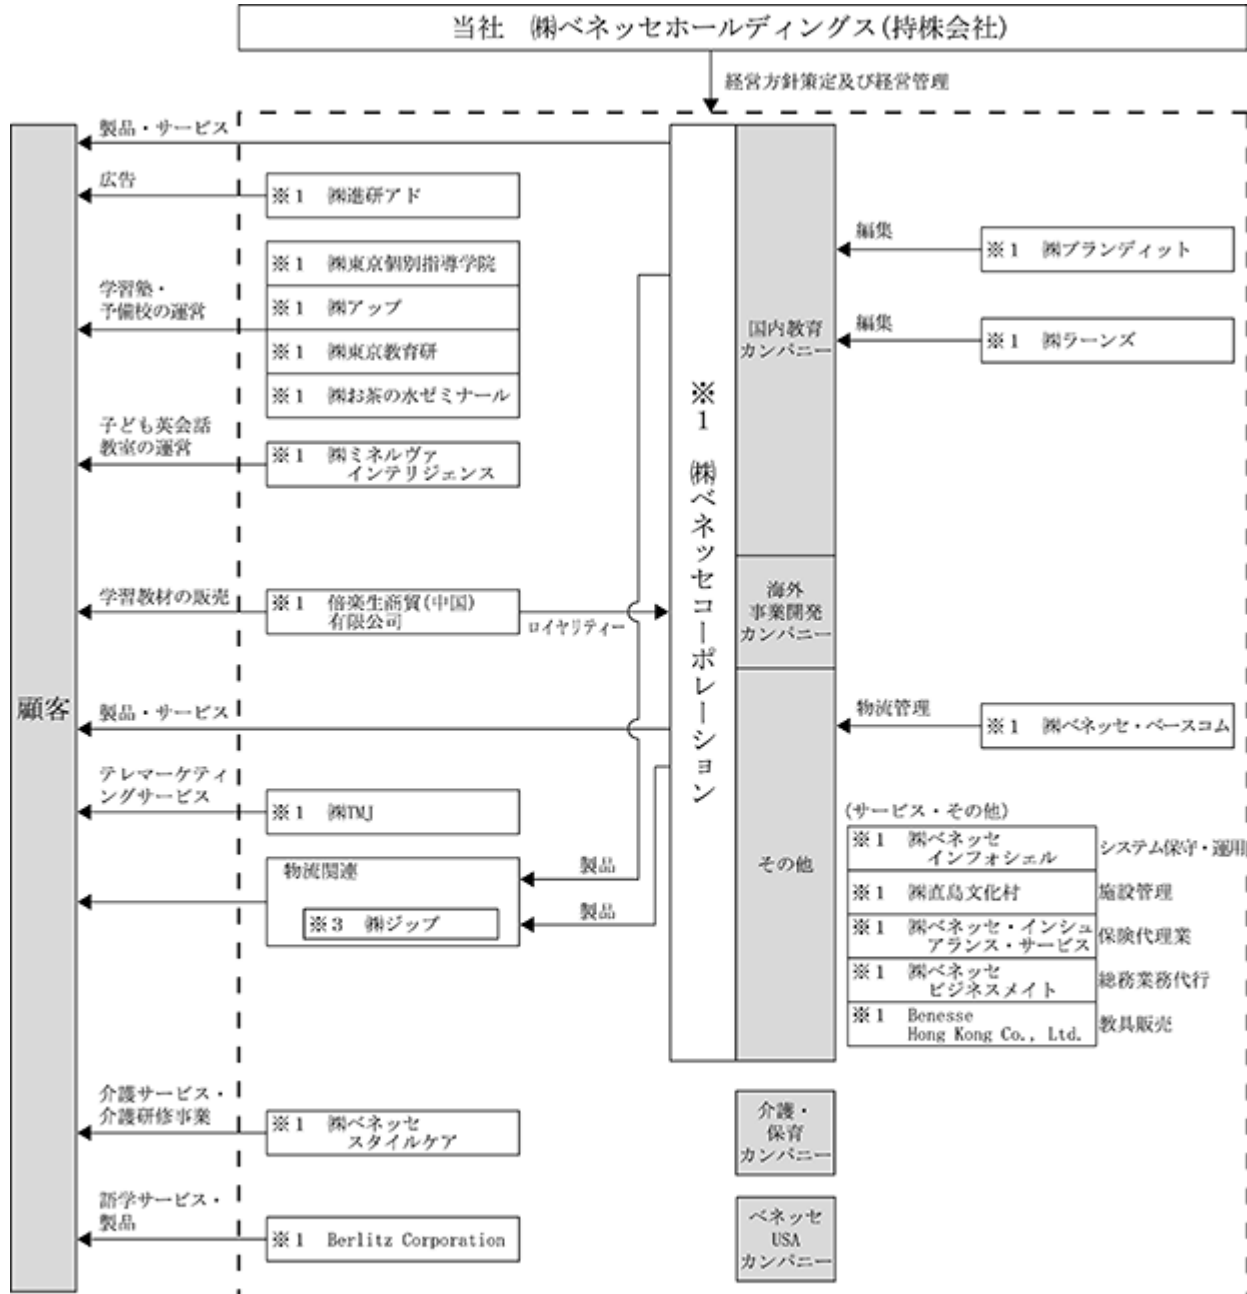 当社　㈱ベネッセホールディングス(持株会社)
経営方針策定及び経営管理
顧客
製品・サービス
広告
※1　㈱進研アド
学習塾・
予備校の運営
※1　㈱東京個別指導学院
※1　㈱アップ
※1　㈱東京教育研
※1　㈱お茶の水ゼミナール
子ども英会話
教室の運営
※1　㈱ミネルヴァ
インテリジェンス
学習教材の販売
※1　倍楽生商貿(中国)
有限公司
ロイヤリティー
製品・サービス
テレマーケティ
ングサービス
※1　㈱TMJ
物流関連
※3　㈱ジップ
製品
製品
介護サービス・
介護研修事業
※1　㈱ベネッセ
スタイルケア
語学サービス・
製品
※1　Berlitz Corporation
※1　㈱ベネッセコーポレーション
国内教育
カンパニー
海外
事業開発
カンパニー
その他
介護・
保育
カンパニー
ベネッセ
USA
カンパニー
編集
※1　㈱ブランディット
編集
※1　㈱ラーンズ
物流管理
※1　㈱ベネッセ・ベースコム
(サービス・その他)
※1　㈱ベネッセ
インフォシェル
システム保守・運用
※1　㈱直島文化村
施設管理
※1　㈱ベネッセ・インシュ
アランス・サービス
保険代理業
※1　㈱ベネッセ
ビジネスメイト
総務業務代行
※1　Benesse
Hong Kong Co., Ltd.
教具販売